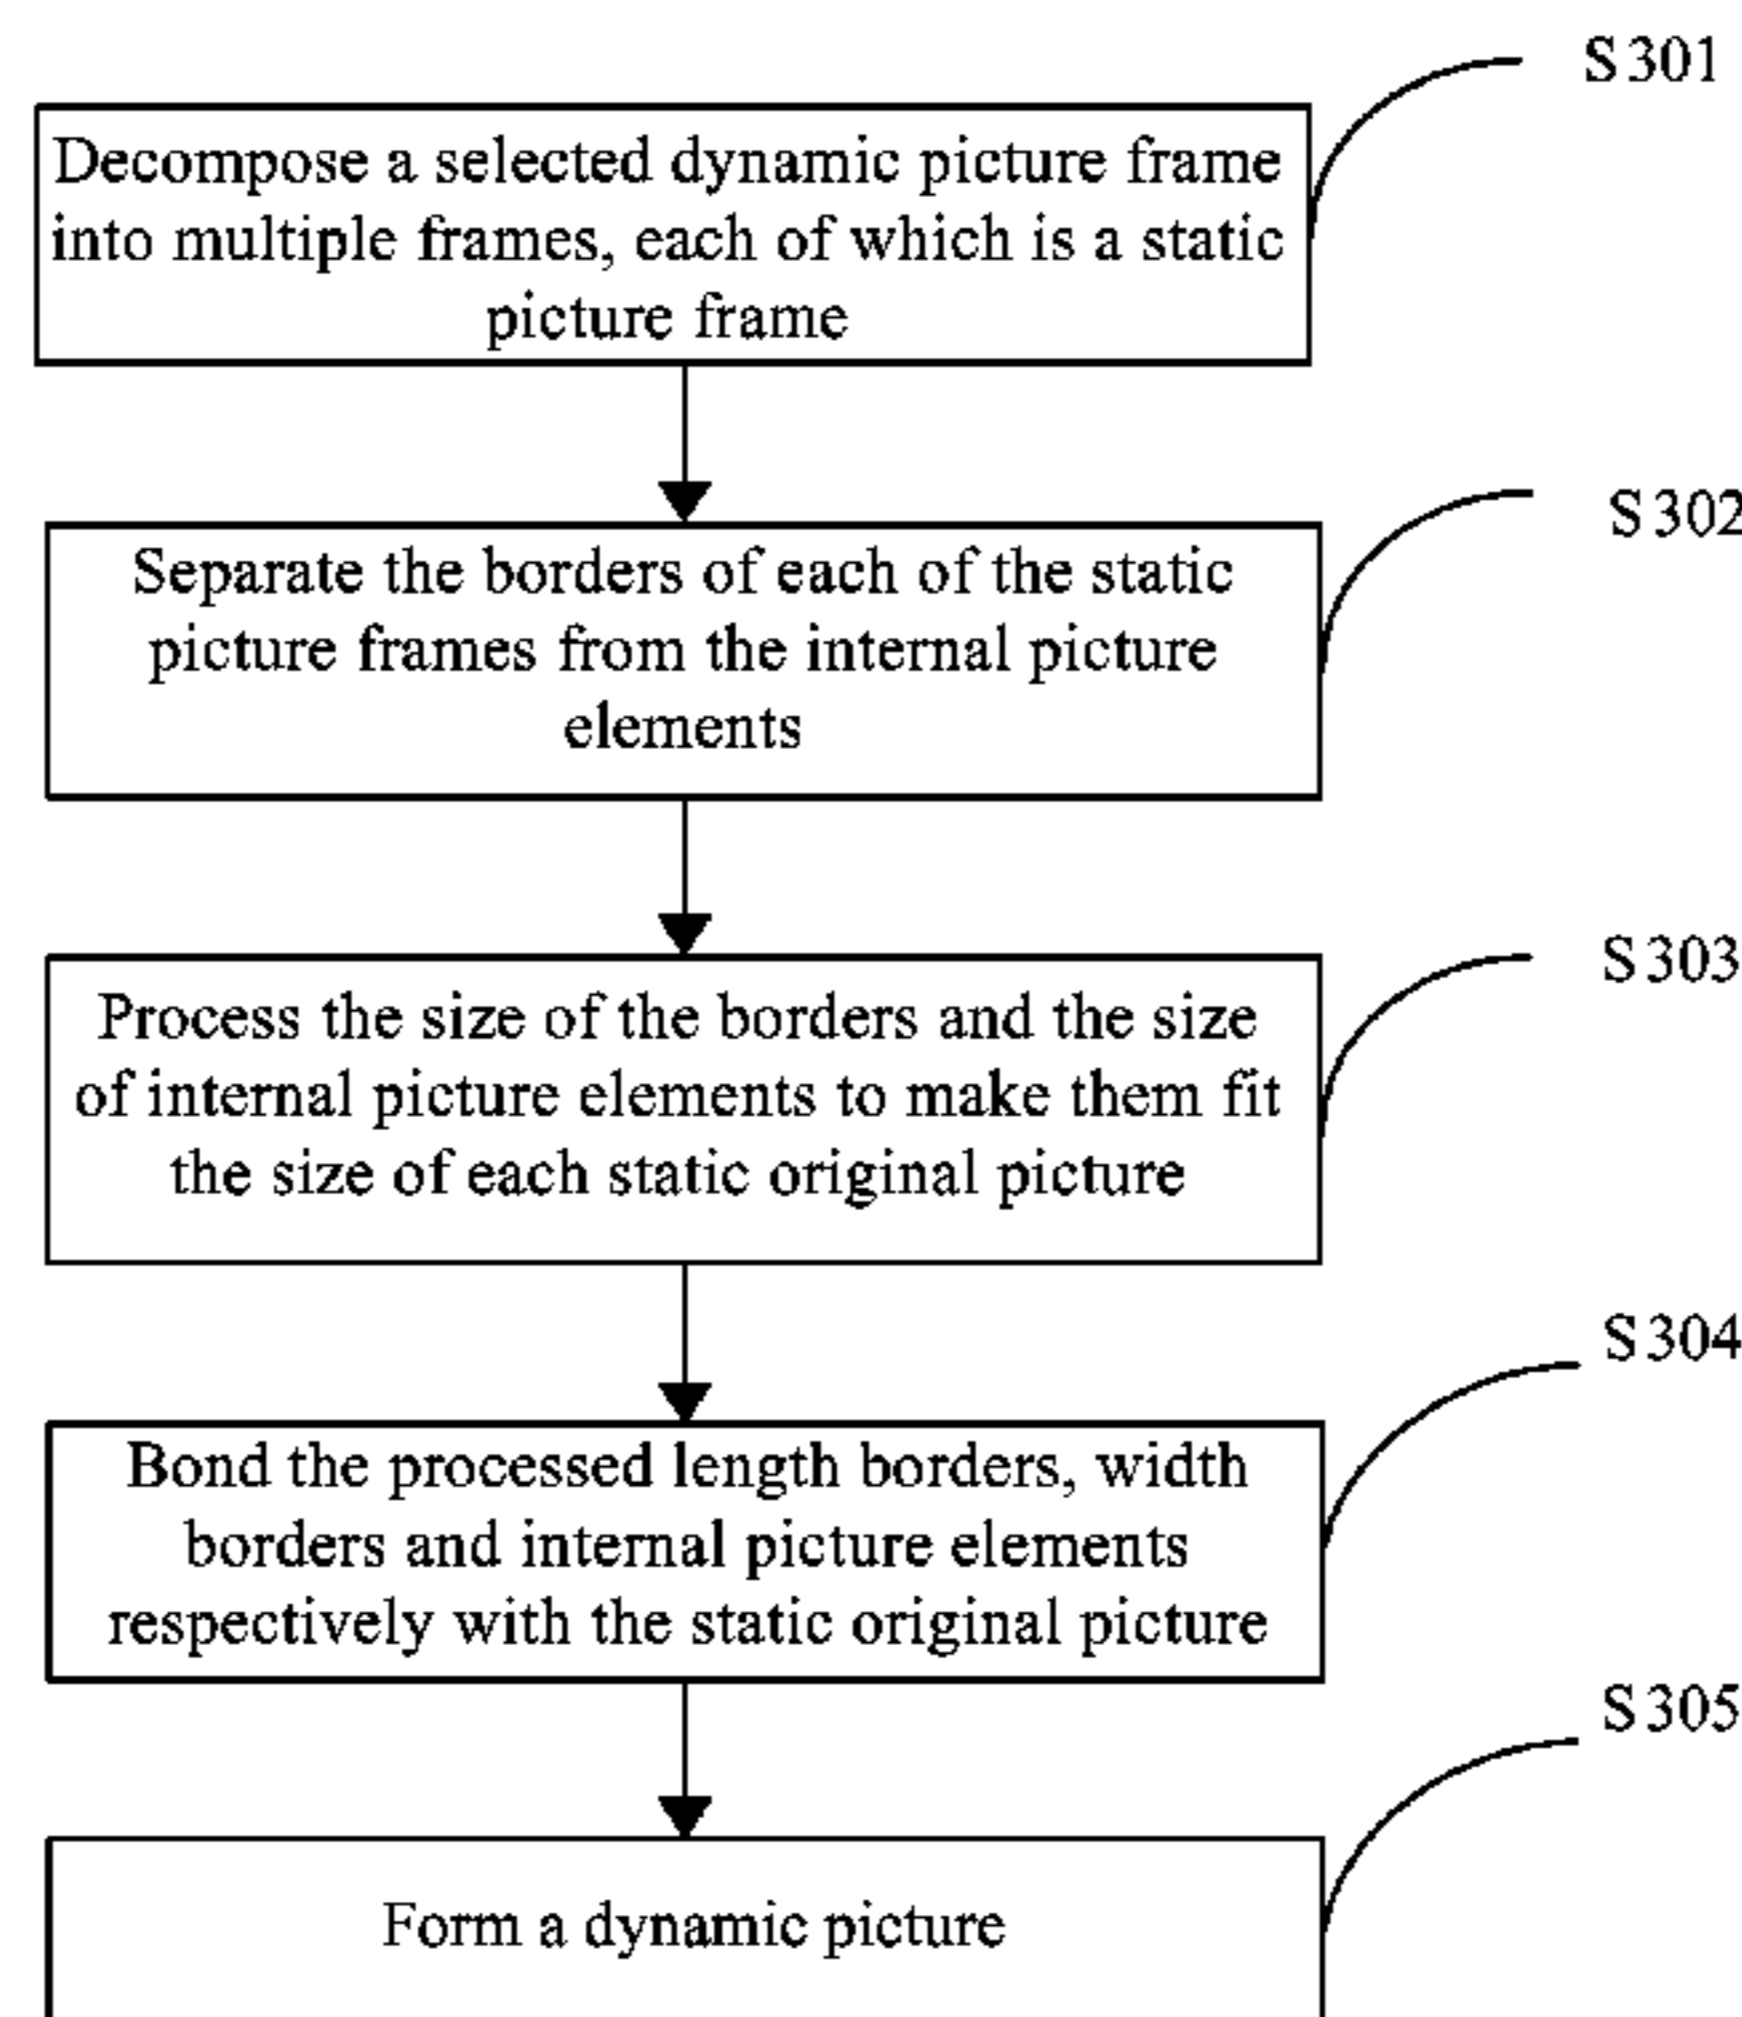 S301
Decompose a selected dynamic picture frame
into multiple frames, each of which is a static
picture frame
S302
Separate the borders of each of the static
picture frames from the internal picture
elements
S303
Process the size of the borders and the size
of internal picture elements to make them fit
the size of each static original picture
S304
Bond the processed length borders, width
borders and internal picture elements
respectively with the static original picture
S305
Form a dynamic picture